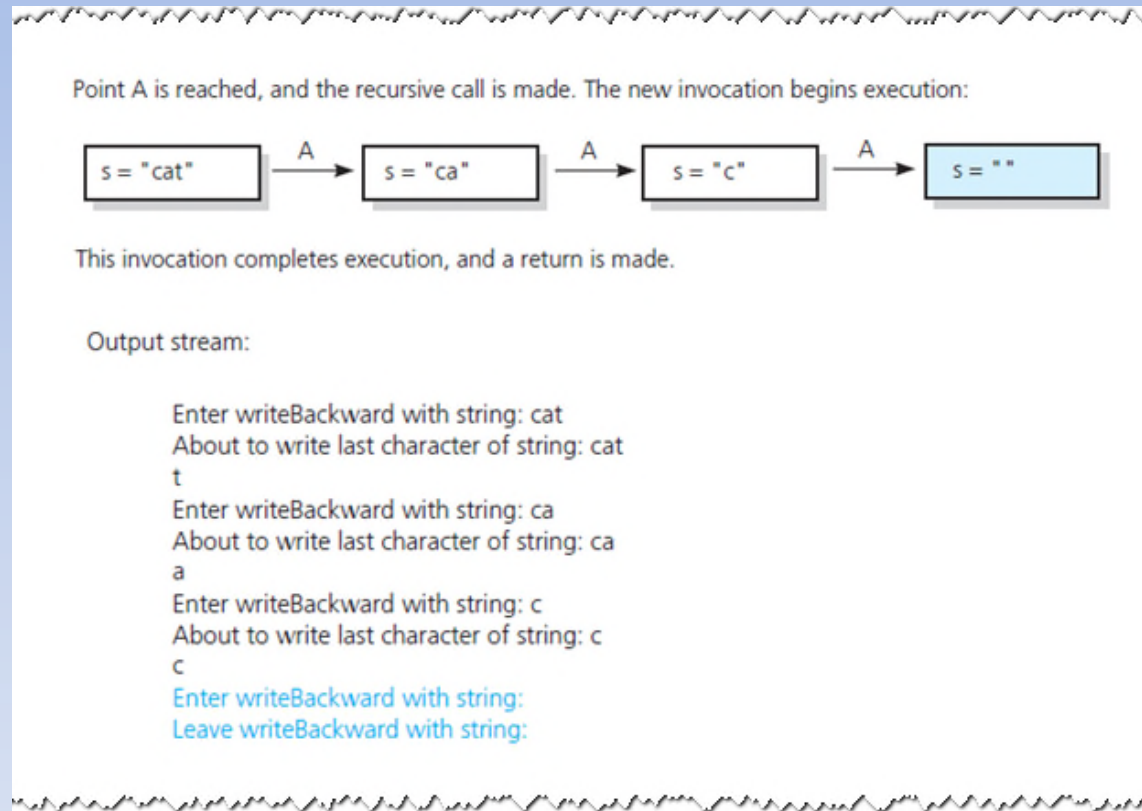 Point A is reached, and the recursive call is made. The new invocation begins execution:
s = "cat" A s = "ca" A s = "c" A s = " "
This invocation completes execution, and a return is made.
Output stream:
Enter writeBackward with string: cat
About to write last character of string: cat
t
Enter writeBackward with string: ca
About to write last character of string: ca
a
Enter writeBackward with string: c
About to write last character of string: c
c
Enter writeBackward with string:
Leave writeBackward with string: